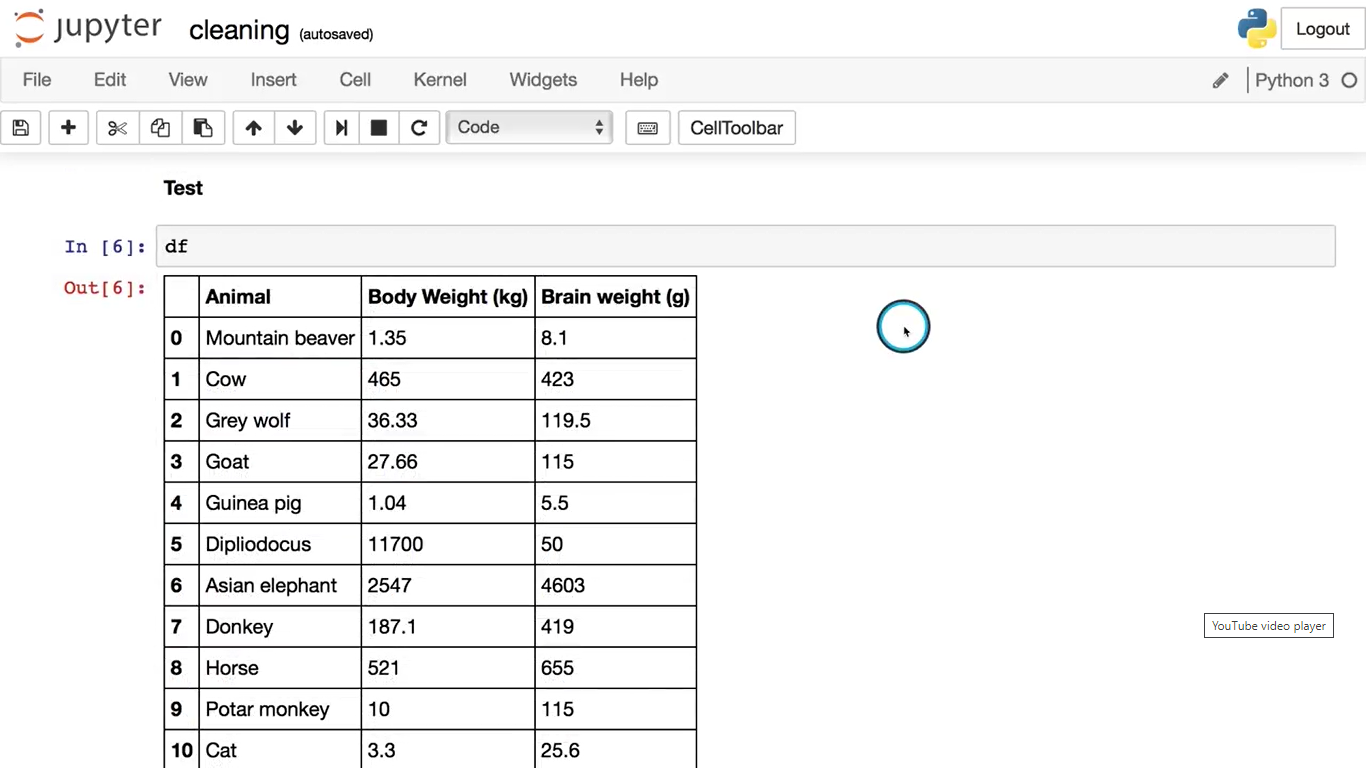 jupyter cleaning (autosaved) Logout
File Edit View Insert Cell Kernel Widgets Help Python 3
Code CellToolbar
Test
In [6]: df
Out[6]:
Animal Body Weight (kg) Brain weight (g)
0 Mountain beaver 1.35 8.1
1 Cow 465 423
2 Grey wolf 36.33 119.5
3 Goat 27.66 115
4 Guinea pig 1.04 5.5
5 Dipliodocus 11700 50
6 Asian elephant 2547 4603
7 Donkey 187.1 419
YouTube video player
8 Horse 521 655
9 Potar monkey 10 115
10 Cat 3.3 25.6